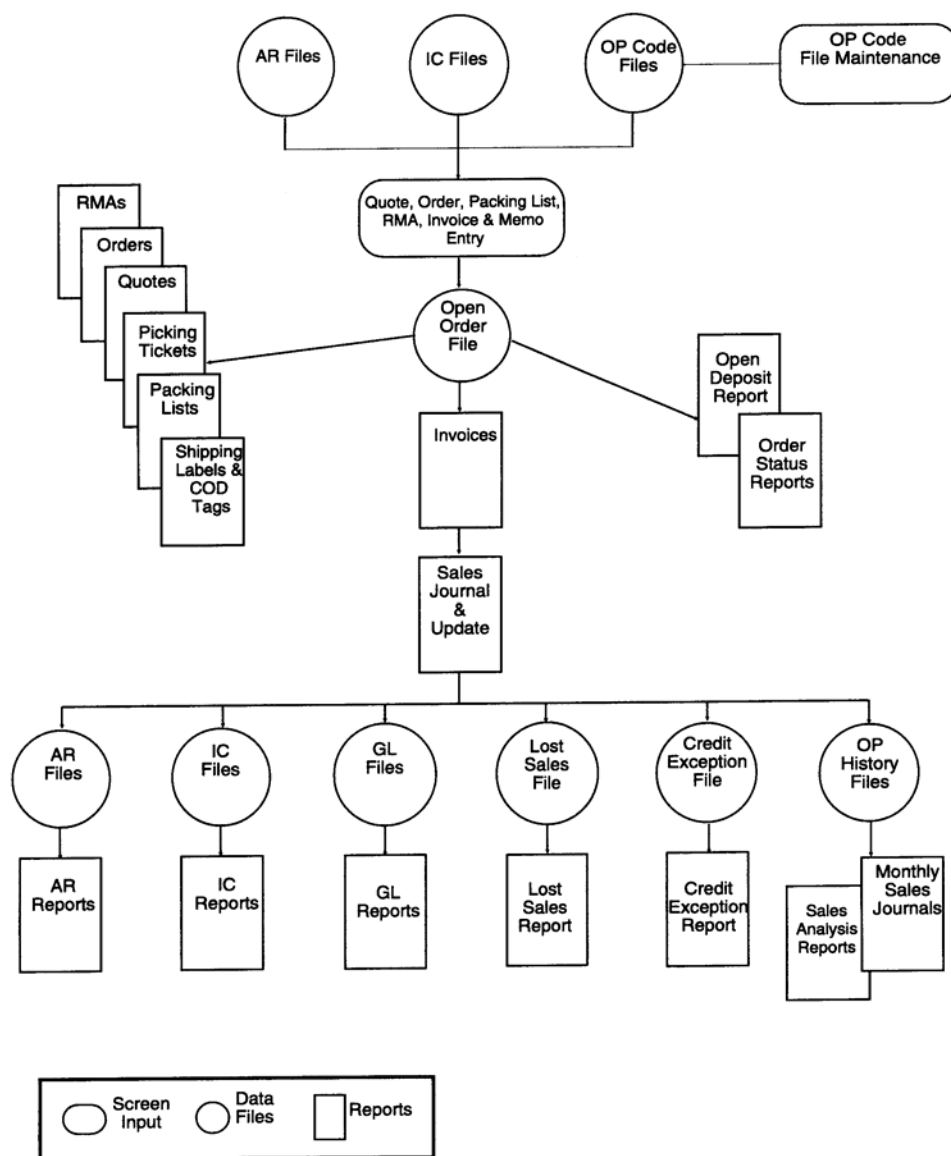 AR Files
IC Files
OP Code
Files
OP Code
File Maintenance
Quote, Order, Packing List,
RMA, Invoice & Memo
Entry
RMAs
Orders
Quotes
Picking
Tickets
Packing
Lists
Shipping
Labels &
COD
Tags
Open
Order
File
Open
Deposit
Report
Order
Status
Reports
Invoices
Sales
Journal
&
Update
AR
Files
IC
Files
GL
Files
Lost
Sales
File
Credit
Exception
File
OP
History
Files
AR
Reports
IC
Reports
GL
Reports
Lost
Sales
Report
Credit
Exception
Report
Sales
Analysis
Reports
Monthly
Sales
Journals
Screen
Input
Data
Files
Reports